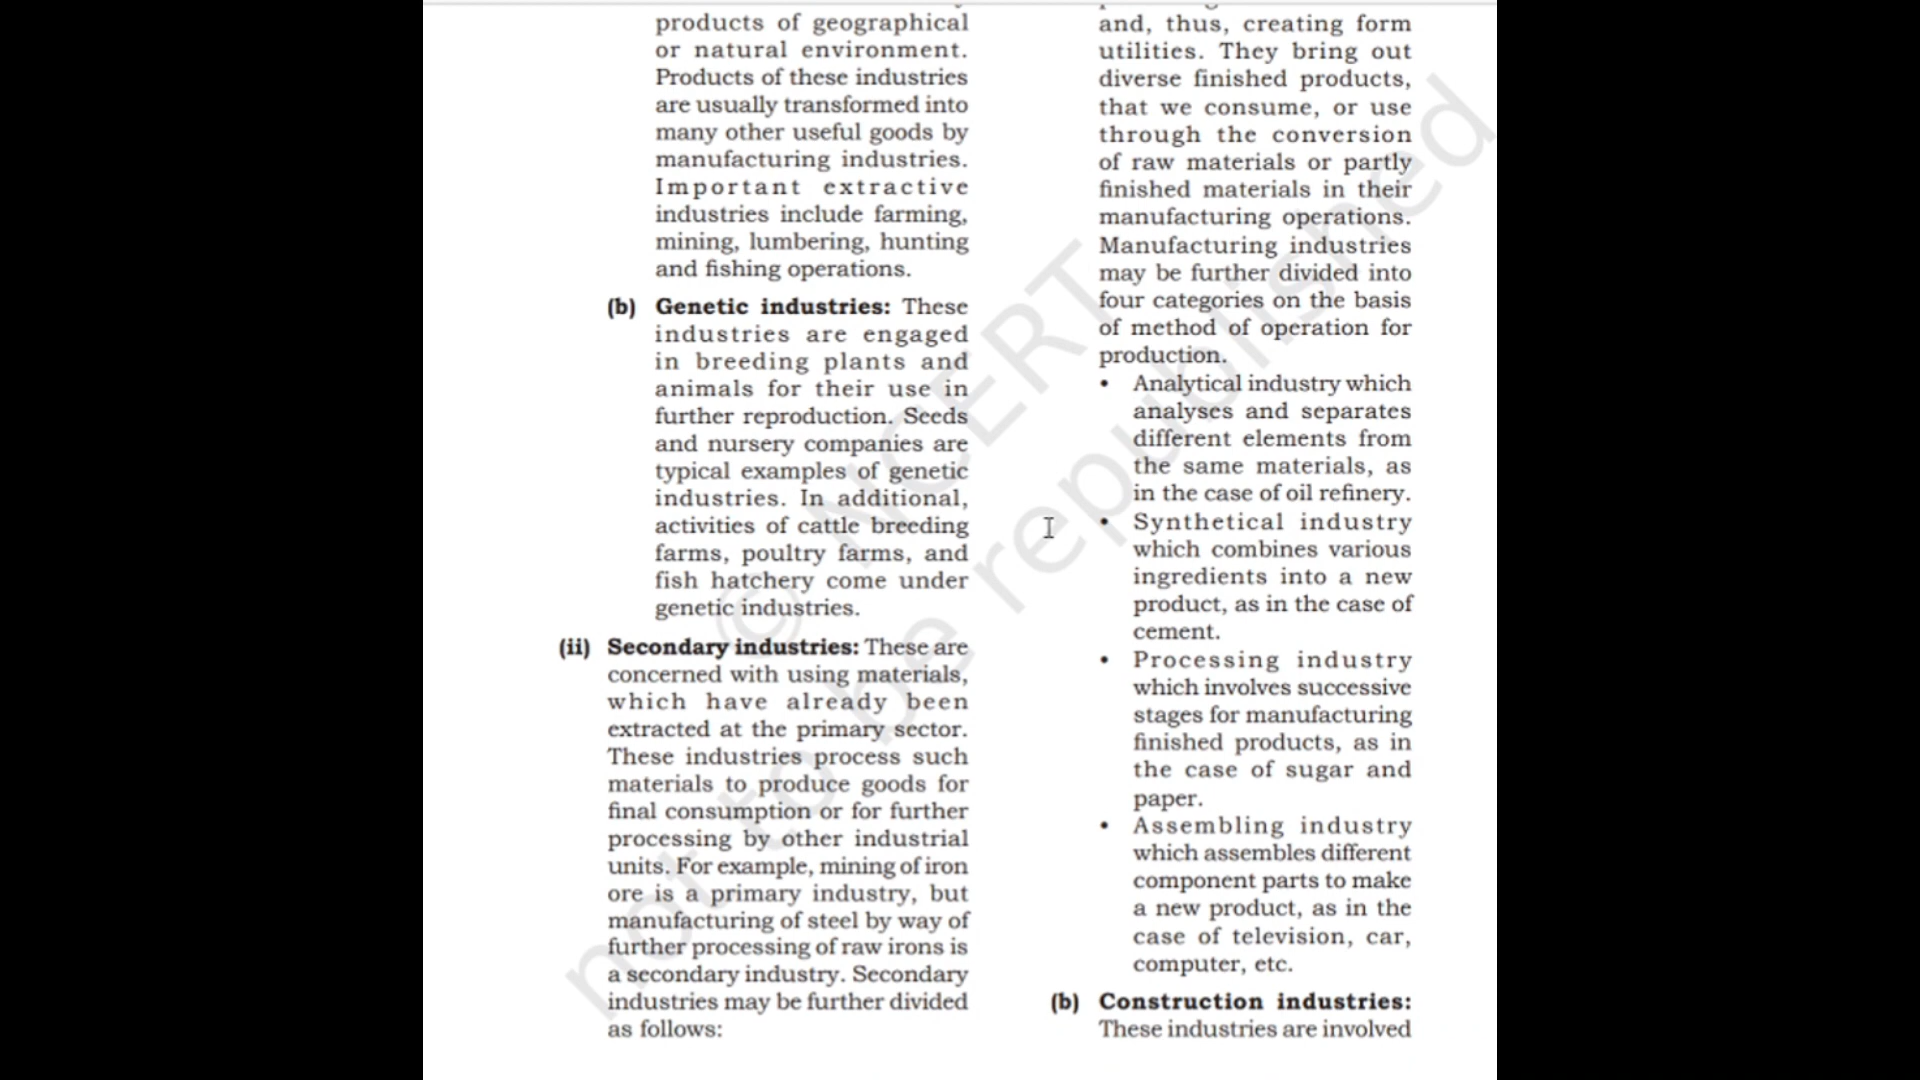 products of geographical
or natural environment.
Products of these industries
are usually transformed into
many other useful goods by
manufacturing industries.
Important extractive
industries include farming,
mining, lumbering, hunting
and fishing operations.
(b) Genetic industries: These
industries are engaged
in breeding plants and
animals for their use in
further reproduction. Seeds
and nursery companies are
typical examples of genetic
industries. In additional,
activities of cattle breeding
farms, poultry farms, and
fish hatchery come under
genetic industries.
(ii) Secondary industries: These are
concerned with using materials,
which have already been
extracted at the primary sector.
These industries process such
materials to produce goods for
final consumption or for further
processing by other industrial
units. For example, mining of iron
ore is a primary industry, but
manufacturing of steel by way of
further processing of raw irons is
a secondary industry. Secondary
industries may be further divided
as follows:
and, thus, creating form
utilities. They bring out
diverse finished products,
that we consume, or use
through the conversion
of raw materials or partly
finished materials in their
manufacturing operations.
Manufacturing industries
may be further divided into
four categories on the basis
of method of operation for
production.
• Analytical industry which
analyses and separates
different elements from
the same materials, as
in the case of oil refinery.
• Synthetical industry
which combines various
ingredients into a new
product, as in the case of
cement.
• Processing industry
which involves successive
stages for manufacturing
finished products, as in
the case of sugar and
paper.
• Assembling industry
which assembles different
component parts to make
a new product, as in the
case of television, car,
computer, etc.
(b) Construction industries:
These industries are involved
© NCERT
not to be republished